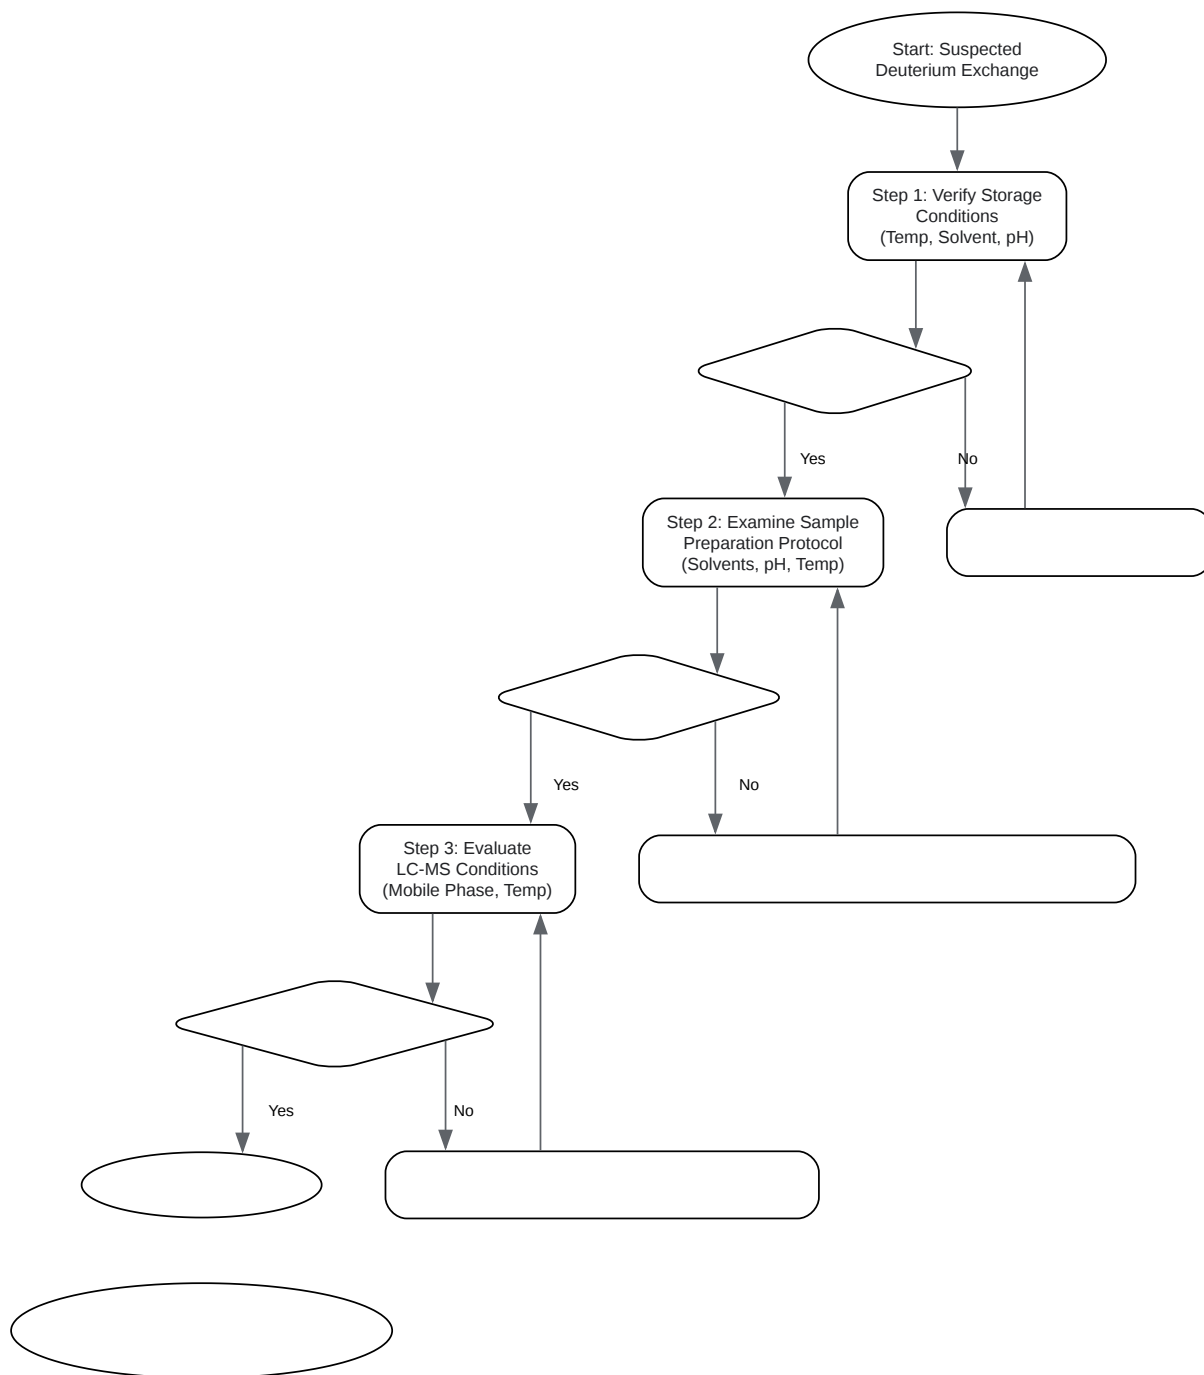 Start: Suspected
Deuterium Exchange
Step 1: Verify Storage
Conditions
(Temp, Solvent, pH)
Yes
No
Step 2: Examine Sample
Preparation Protocol
(Solvents, pH, Temp)
Yes
No
Step 3: Evaluate
LC-MS Conditions
(Mobile Phase, Temp)
Yes
No